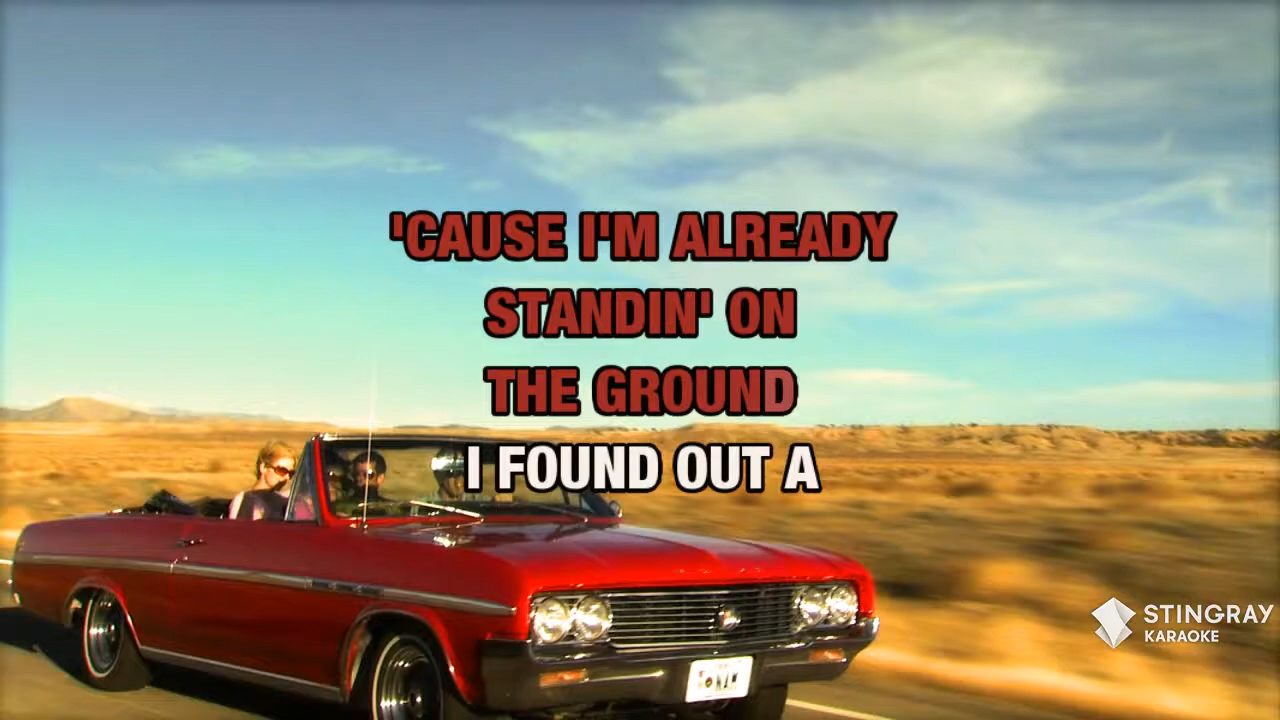 'CAUSE I'M ALREADY
STANDIN' ON
THE GROUND
I FOUND OUT A
STINGRAY
KARAOKE